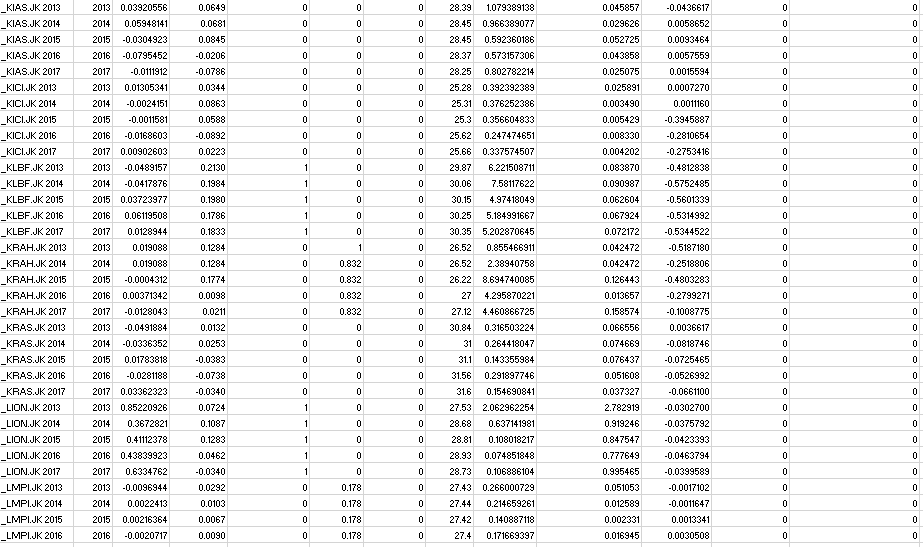 _KIAS.JK 2013 2013 0.03920556 0.0649 0 0 0 28.39 1.079389138 0.045857 -0.0436617 0 0
_KIAS.JK 2014 2014 0.05948141 0.0681 0 0 0 28.45 0.966389077 0.029626 0.0058652 0 0
_KIAS.JK 2015 2015 -0.0304923 0.0845 0 0 0 28.45 0.592360186 0.052725 0.0093464 0 0
_KIAS.JK 2016 2016 -0.0795452 -0.0206 0 0 0 28.37 0.573157306 0.043858 0.0057559 0 0
_KIAS.JK 2017 2017 -0.0111912 -0.0786 0 0 0 28.25 0.802782214 0.025075 0.0015594 0 0
_KICI.JK 2013 2013 0.01305341 0.0344 0 0 0 25.28 0.392392389 0.025891 0.0007270 0 0
_KICI.JK 2014 2014 -0.0024151 0.0863 0 0 0 25.31 0.376252386 0.003490 0.0011160 0 0
_KICI.JK 2015 2015 -0.0011581 0.0588 0 0 0 25.3 0.356604833 0.005429 -0.3945887 0 0
_KICI.JK 2016 2016 -0.0168603 -0.0892 0 0 0 25.62 0.247474651 0.008330 -0.2810654 0 0
_KICI.JK 2017 2017 0.00902603 0.0223 0 0 0 25.66 0.337574507 0.004202 -0.2753416 0 0
_KLBF.JK 2013 2013 -0.0489157 0.2130 1 0 0 29.87 6.221508711 0.083870 -0.4812838 0 0
_KLBF.JK 2014 2014 -0.0417876 0.1984 1 0 0 30.06 7.58117622 0.090987 -0.5752485 0 0
_KLBF.JK 2015 2015 0.03723977 0.1980 1 0 0 30.15 4.97418049 0.062604 -0.5601339 0 0
_KLBF.JK 2016 2016 0.06119508 0.1786 1 0 0 30.25 5.184991667 0.067924 -0.5314992 0 0
_KLBF.JK 2017 2017 0.0128944 0.1833 1 0 0 30.35 5.202870645 0.072172 -0.5344522 0 0
_KRAH.JK 2013 2013 0.019088 0.1284 0 1 0 26.52 0.855466911 0.042472 -0.5187180 0 0
_KRAH.JK 2014 2014 0.019088 0.1284 0 0.832 0 26.52 2.38940758 0.042472 -0.2518806 0 0
_KRAH.JK 2015 2015 -0.0004312 0.1774 0 0.832 0 26.22 8.694740085 0.126443 -0.4803283 0 0
_KRAH.JK 2016 2016 0.00371342 0.0098 0 0.832 0 27 4.295870221 0.013657 -0.2799271 0 0
_KRAH.JK 2017 2017 -0.0128043 0.0211 0 0.832 0 27.12 4.460866725 0.158574 -0.1008775 0 0
_KRAS.JK 2013 2013 -0.0491884 0.0132 0 0 0 30.84 0.316503224 0.066556 0.0036617 0 0
_KRAS.JK 2014 2014 -0.0336352 0.0253 0 0 0 31 0.264418047 0.074669 -0.0818746 0 0
_KRAS.JK 2015 2015 0.01783818 -0.0383 0 0 0 31.1 0.143355984 0.076437 -0.0725465 0 0
_KRAS.JK 2016 2016 -0.0281188 -0.0738 0 0 0 31.56 0.291897746 0.051608 -0.0526992 0 0
_KRAS.JK 2017 2017 0.03362323 -0.0340 0 0 0 31.6 0.154690841 0.037327 -0.0661100 0 0
_LION.JK 2013 2013 0.85220926 0.0724 1 0 0 27.53 2.062962254 2.782919 -0.0302700 0 0
_LION.JK 2014 2014 0.3672821 0.1087 1 0 0 28.68 0.637141981 0.919246 -0.0375792 0 0
_LION.JK 2015 2015 0.41112378 0.1283 1 0 0 28.81 0.108018217 0.847547 -0.0423393 0 0
_LION.JK 2016 2016 0.43839923 0.0462 1 0 0 28.93 0.074851848 0.777649 -0.0463794 0 0
_LION.JK 2017 2017 0.6334762 -0.0340 1 0 0 28.73 0.106886104 0.995465 -0.0399589 0 0
_LMPI.JK 2013 2013 -0.0096944 0.0292 0 0.178 0 27.43 0.266000729 0.051053 -0.0017102 0 0
_LMPI.JK 2014 2014 0.0022413 0.0103 0 0.178 0 27.44 0.214659261 0.012589 -0.0011647 0 0
_LMPI.JK 2015 2015 0.00216364 0.0067 0 0.178 0 27.42 0.140887118 0.002331 0.0013341 0 0
_LMPI.JK 2016 2016 -0.0020717 0.0090 0 0.178 0 27.4 0.171669397 0.016945 0.0030508 0 0